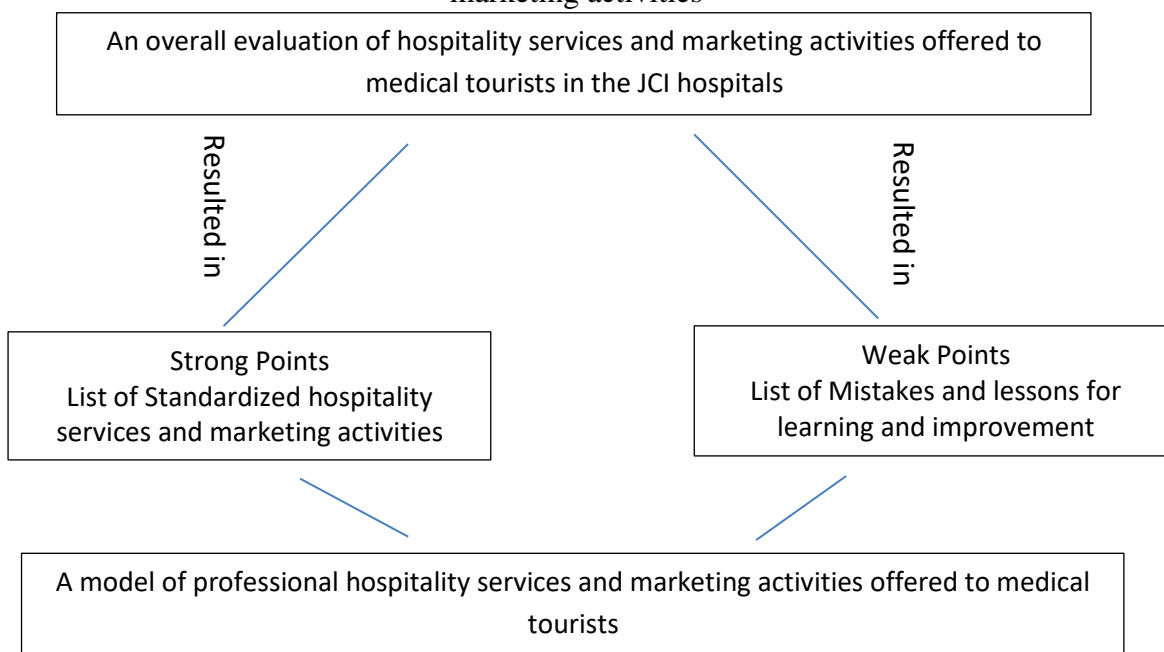 marketing activities
An overall evaluation of hospitality services and marketing activities offered to
medical tourists in the JCI hospitals
Resulted in
Resulted in
Strong Points
List of Standardized hospitality
services and marketing activities
Weak Points
List of Mistakes and lessons for
learning and improvement
A model of professional hospitality services and marketing activities offered to medical
tourists